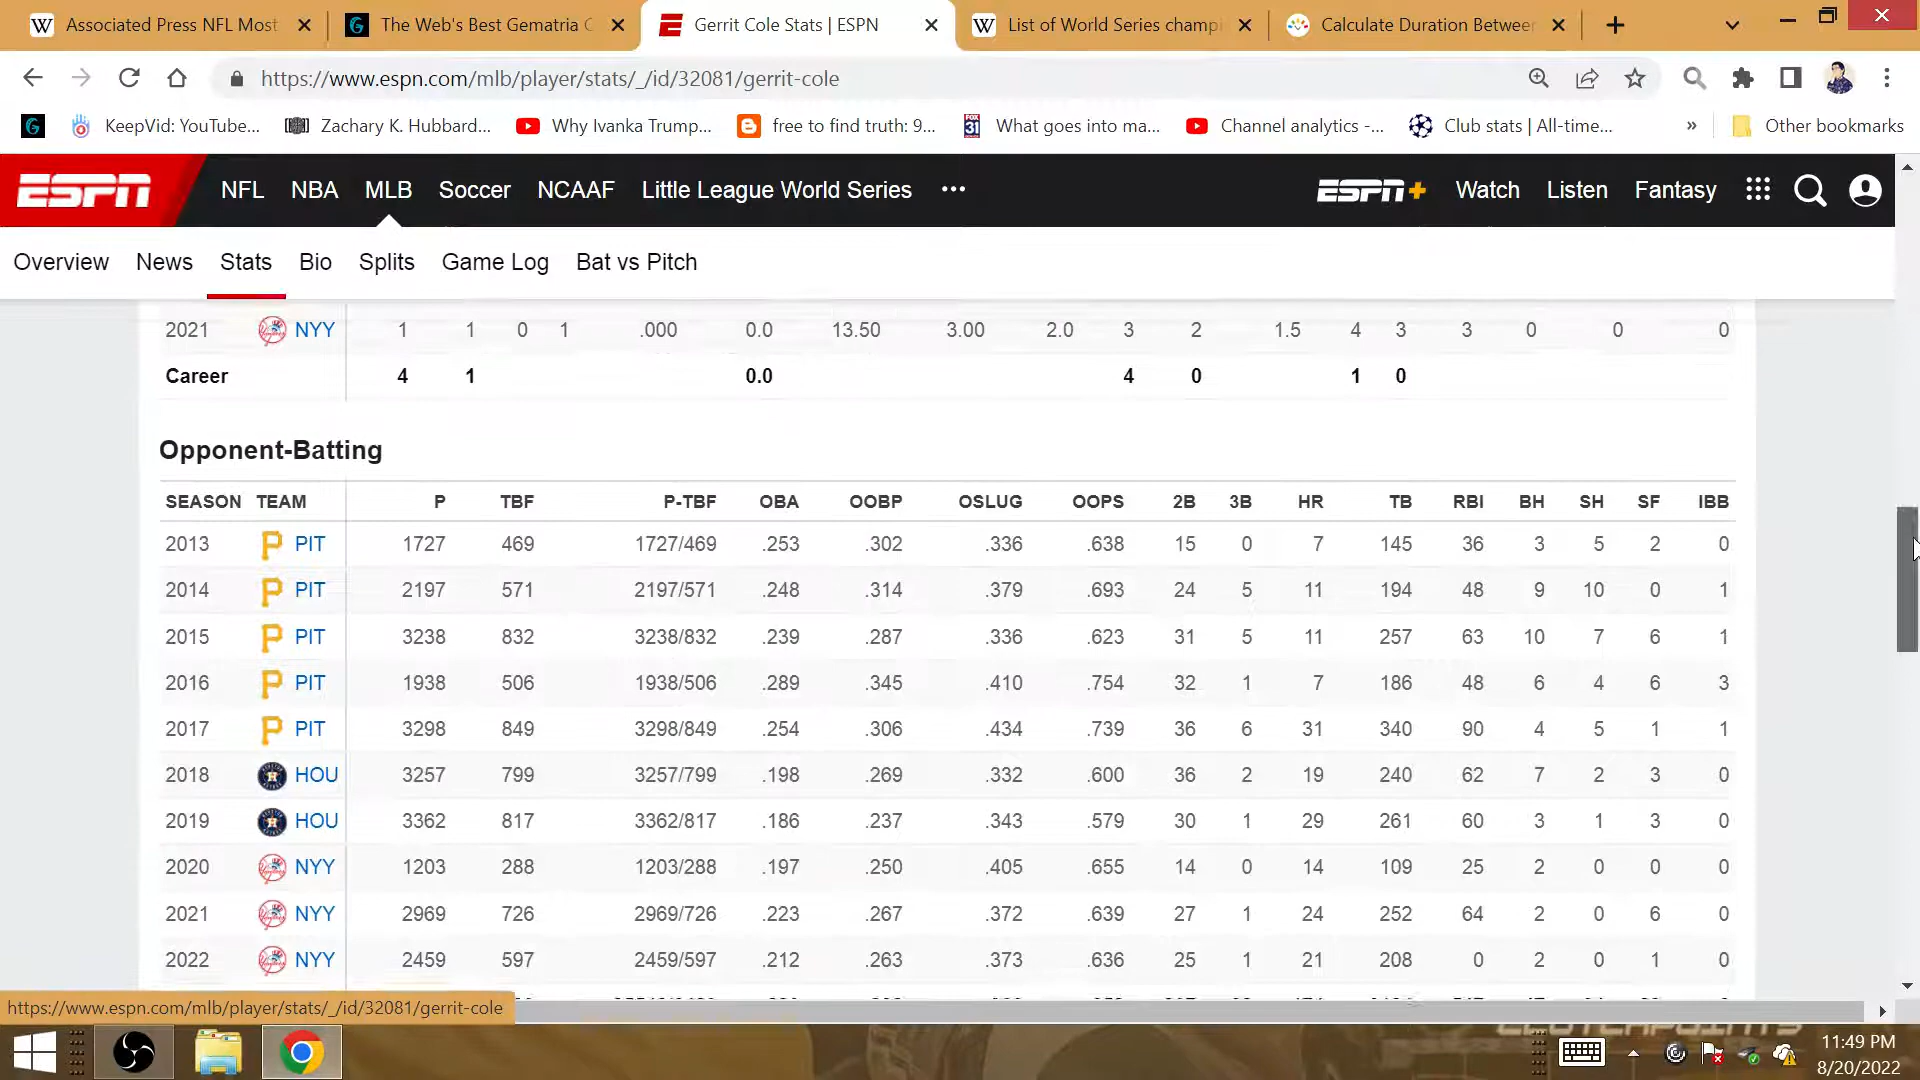 Associated Press NFL Most
The Web's Best Gematria C
Gerrit Cole Stats | ESPN
List of World Series champi
Calculate Duration Between
https://www.espn.com/mlb/player/stats/_/id/32081/gerrit-cole
KeepVid: YouTube...
Zachary K. Hubbard...
Why Ivanka Trump...
free to find truth: 9...
What goes into ma...
Channel analytics -...
Club stats | All-time...
» Other bookmarks
ESPN NFL NBA MLB Soccer NCAAF Little League World Series ••• ESPN+ Watch Listen Fantasy
Overview News Stats Bio Splits Game Log Bat vs Pitch
2021 NYY 1 1 0 1 .000 0.0 13.50 3.00 2.0 3 2 1.5 4 3 3 0 0 0
Career 4 1 0.0 4 0 1 0
Opponent-Batting
SEASON TEAM P TBF P-TBF OBA OOBP OSLUG OOPS 2B 3B HR TB RBI BH SH SF IBB
2013 PIT 1727 469 1727/469 .253 .302 .336 .638 15 0 7 145 36 3 5 2 0
2014 PIT 2197 571 2197/571 .248 .314 .379 .693 24 5 11 194 48 9 10 0 1
2015 PIT 3238 832 3238/832 .239 .287 .336 .623 31 5 11 257 63 10 7 6 1
2016 PIT 1938 506 1938/506 .289 .345 .410 .754 32 1 7 186 48 6 4 6 3
2017 PIT 3298 849 3298/849 .254 .306 .434 .739 36 6 31 340 90 4 5 1 1
2018 HOU 3257 799 3257/799 .198 .269 .332 .600 36 2 19 240 62 7 2 3 0
2019 HOU 3362 817 3362/817 .186 .237 .343 .579 30 1 29 261 60 3 1 3 0
2020 NYY 1203 288 1203/288 .197 .250 .405 .655 14 0 14 109 25 2 0 0 0
2021 NYY 2969 726 2969/726 .223 .267 .372 .639 27 1 24 252 64 2 0 6 0
2022 NYY 2459 597 2459/597 .212 .263 .373 .636 25 1 21 208 0 2 0 1 0
https://www.espn.com/mlb/player/stats/_/id/32081/gerrit-cole
11:49 PM
8/20/2022